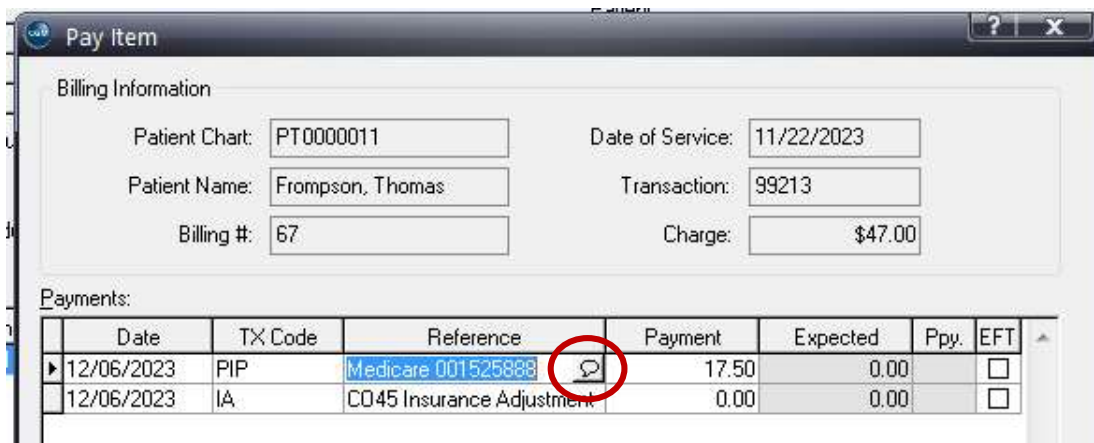 Pay Item
? X
Billing Information
Patient Chart: PT0000011 Date of Service: 11/22/2023
Patient Name: Frompson, Thomas Transaction: 99213
Billing #: 67 Charge: $47.00
Payments:
Date TX Code Reference Payment Expected Ppy. EFT
12/06/2023 PIP Medicare 001525888 17.50 0.00
12/06/2023 IA CO45 Insurance Adjustment 0.00 0.00